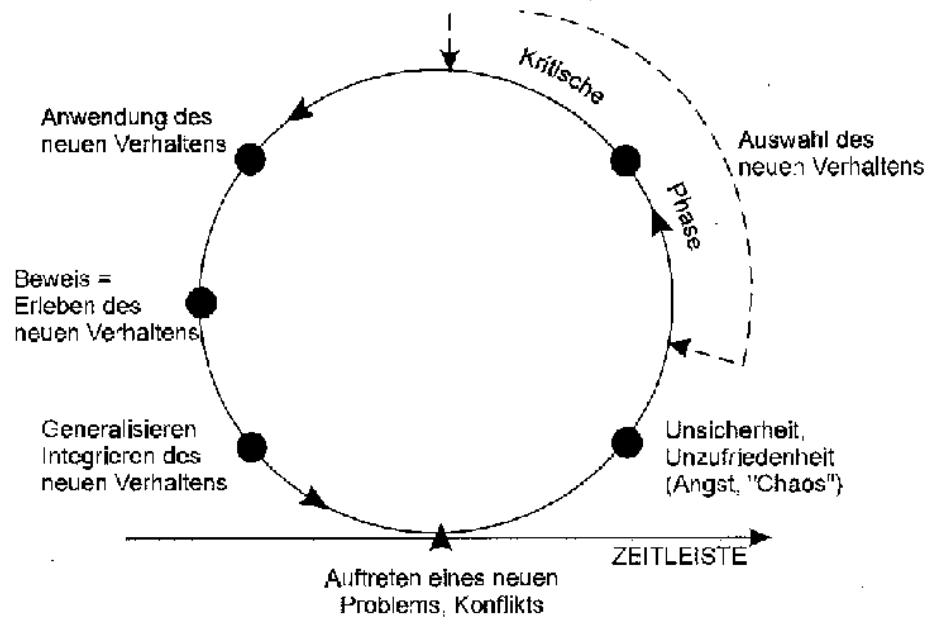 Kritische
Phase
Auswahl des
neuen Verhaltens
Anwendung des
neuen Verhaltens
Beweis =
Erleben des
neuen Verhaltens
Generalisieren
Integrieren des
neuen Verhaltens
Unsicherheit,
Unzufriedenheit
(Angst, "Chaos")
ZEITLEISTE
Auftreten eines neuen
Problems, Konflikts